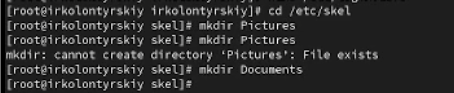 [root@irkolontyrskiy irkolontyrskiy]# cd /etc/skel
[root@irkolontyrskiy skel]# mkdir Pictures
[root@irkolontyrskiy skel]# mkdir Pictures
mkdir: cannot create directory 'Pictures': File exists
[root@irkolontyrskiy skel]# mkdir Documents
[root@irkolontyrskiy skel]#